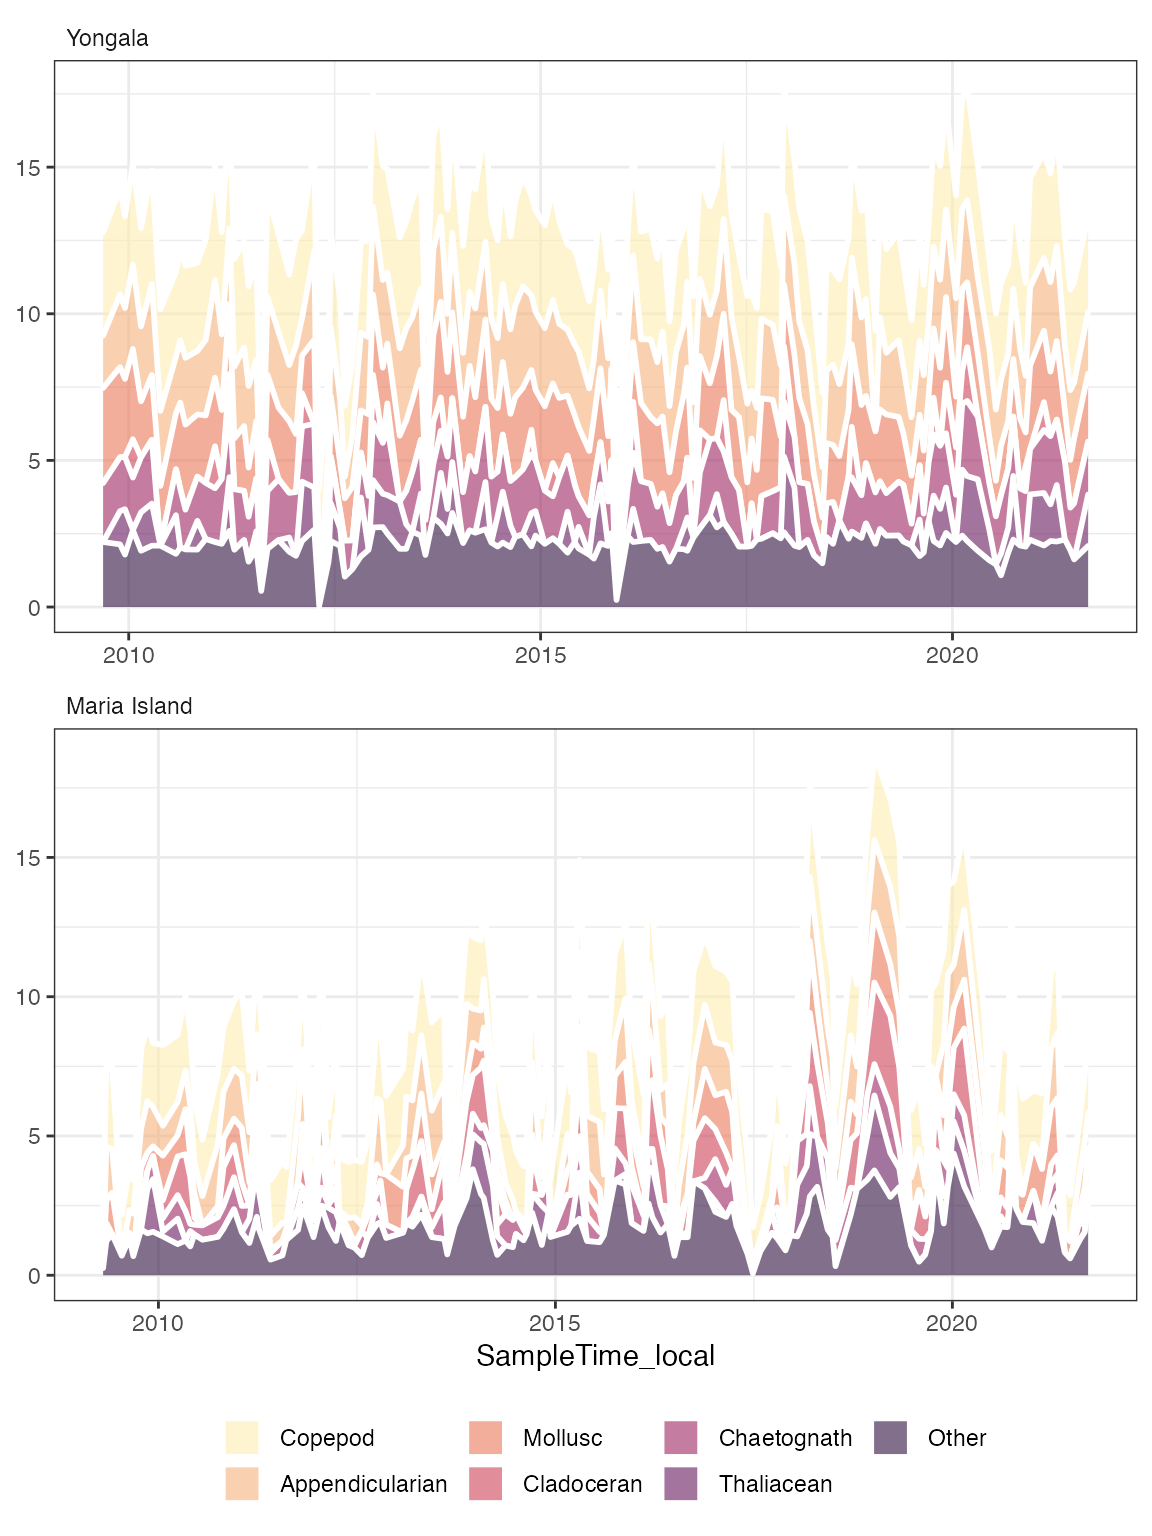 Yongala
15
10
5
0
2010 2015 2020
Maria Island
15
10
5
0
2010 2015 2020
SampleTime_local
Copepod Mollusc Chaetognath Other
Appendicularian Cladoceran Thaliacean